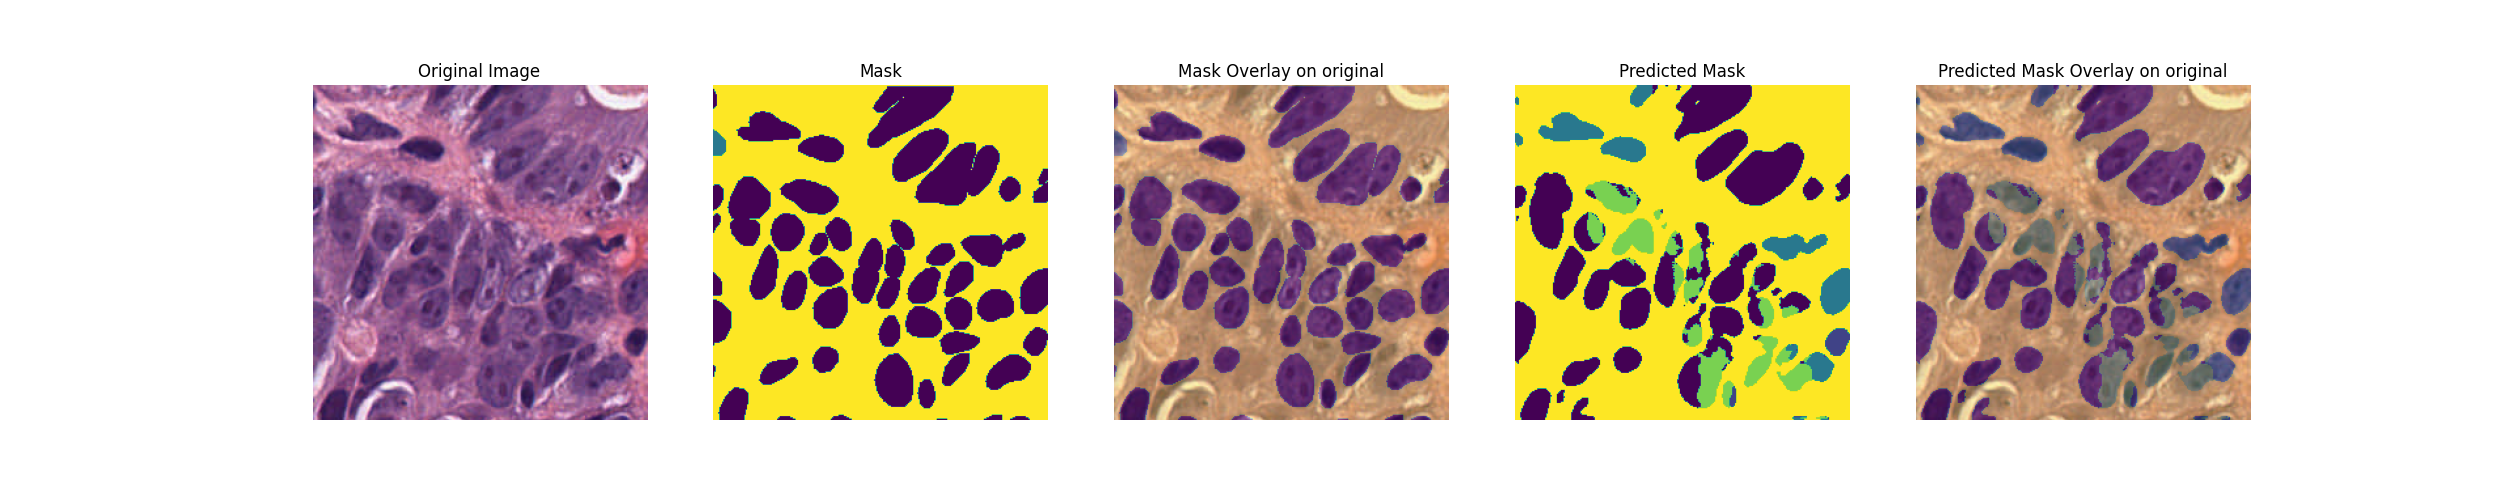 Original Image
Mask
Mask Overlay on original
Predicted Mask
Predicted Mask Overlay on original